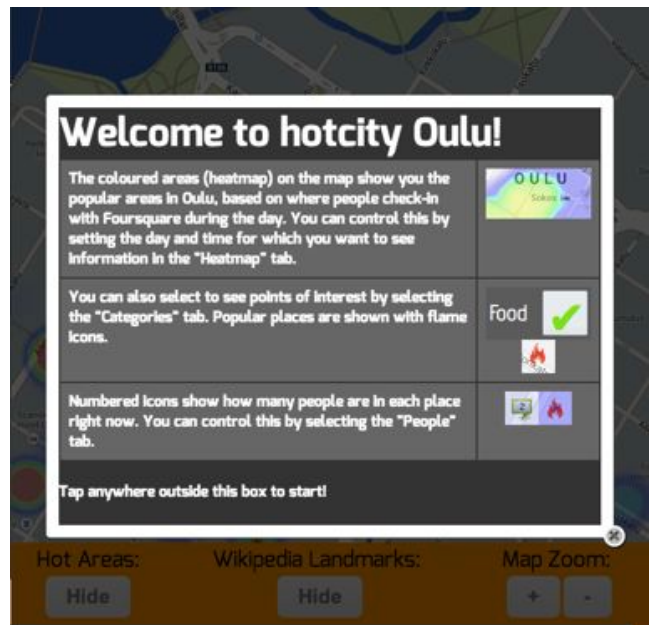 Welcome to hotcity Oulu!
The coloured areas (heatmap) on the map show you the
popular areas in Oulu, based on where people check-in
with Foursquare during the day. You can control this by
setting the day and time for which you want to see
information in the "Heatmap" tab.
OULU
Sokos
You can also select to see points of interest by selecting
the "Categories" tab. Popular places are shown with flame
icons.
Food
Numbered icons show how many people are in each place
right now. You can control this by selecting the "People"
tab.
2
Tap anywhere outside this box to start!
Hot Areas:
Wikipedia Landmarks:
Map Zoom:
Hide
Hide
+
-